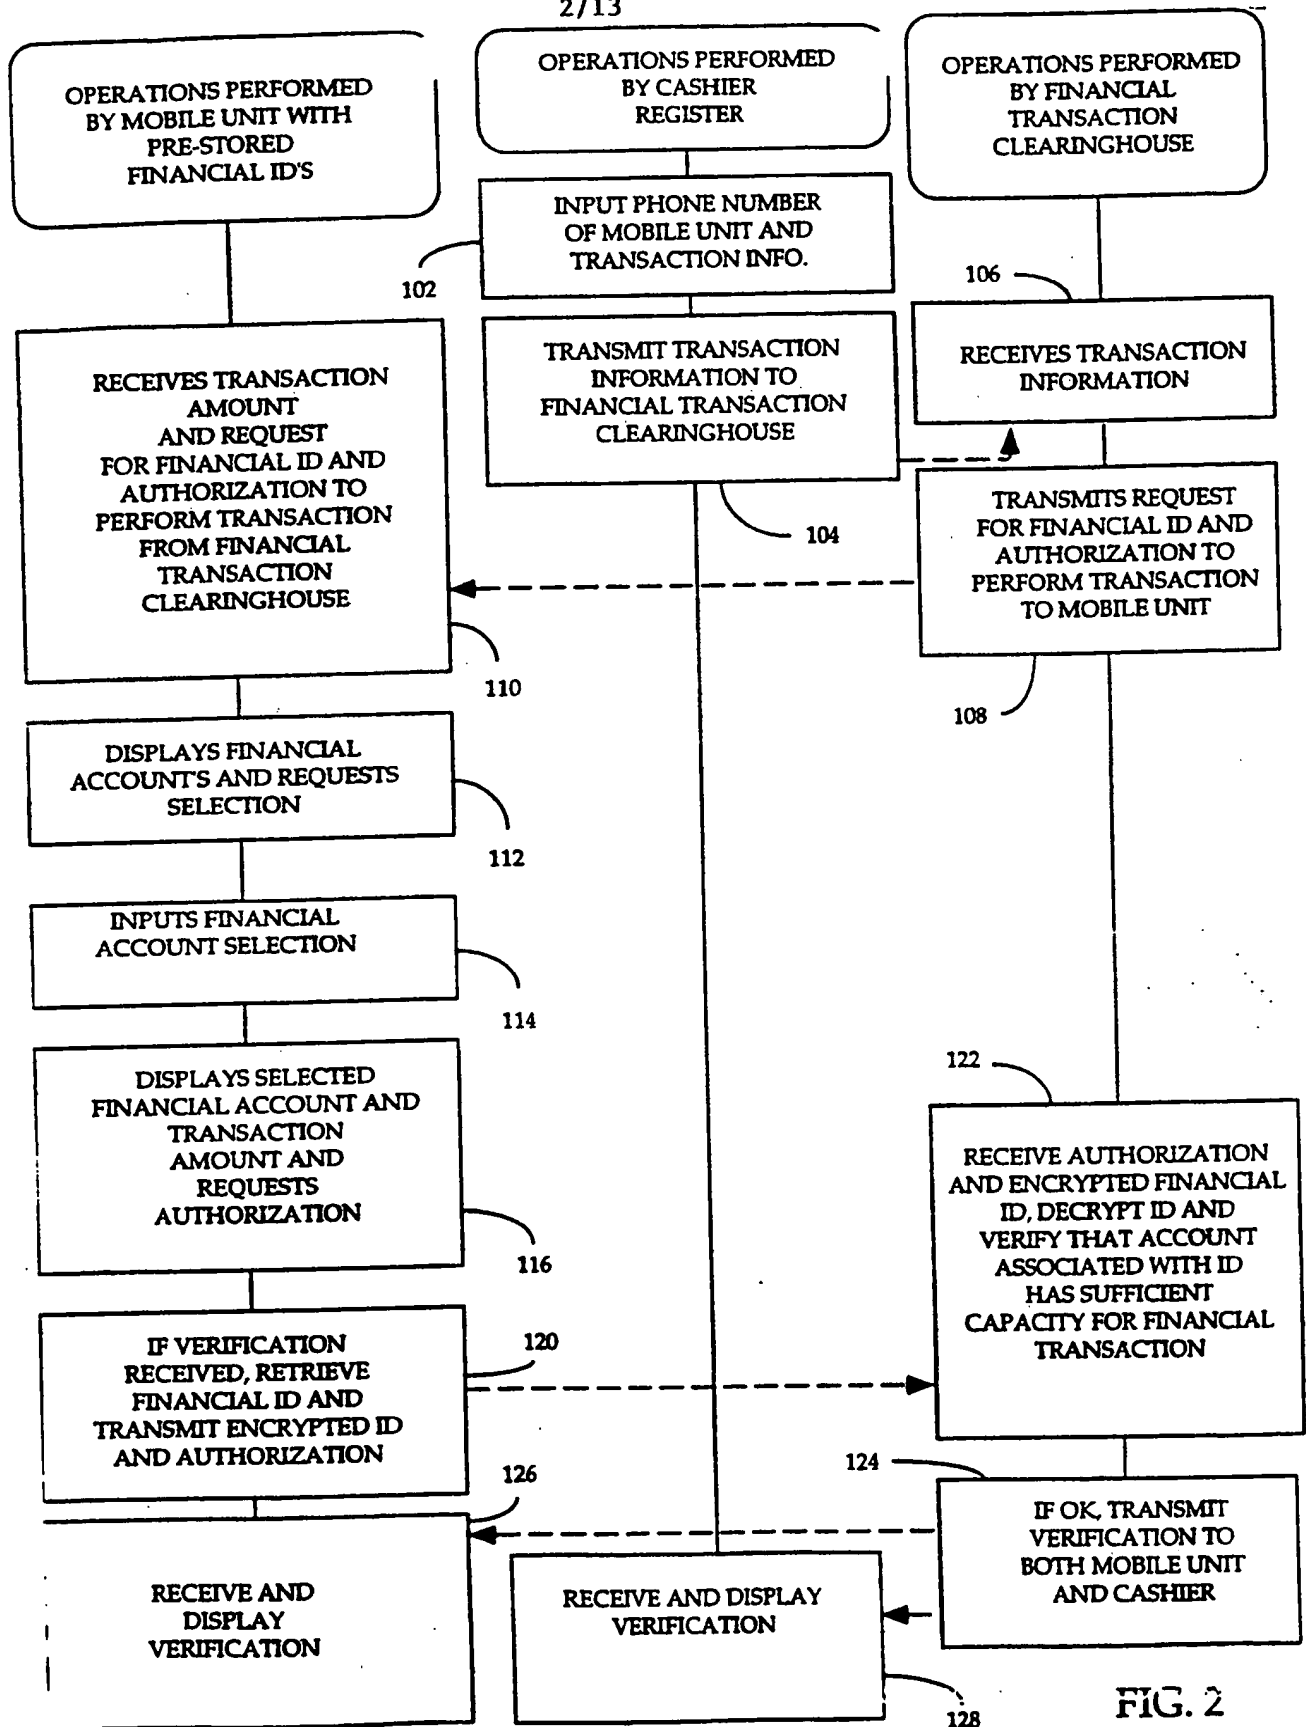 2/13
OPERATIONS PERFORMED
BY MOBILE UNIT WITH
PRE-STORED
FINANCIAL ID'S
OPERATIONS PERFORMED
BY CASHIER
REGISTER
OPERATIONS PERFORMED
BY FINANCIAL
TRANSACTION
CLEARINGHOUSE
INPUT PHONE NUMBER
OF MOBILE UNIT AND
TRANSACTION INFO.
102
106
RECEIVES TRANSACTION
AMOUNT
AND REQUEST
FOR FINANCIAL ID AND
AUTHORIZATION TO
PERFORM TRANSACTION
FROM FINANCIAL
TRANSACTION
CLEARINGHOUSE
TRANSMIT TRANSACTION
INFORMATION TO
FINANCIAL TRANSACTION
CLEARINGHOUSE
RECEIVES TRANSACTION
INFORMATION
104
TRANSMITS REQUEST
FOR FINANCIAL ID AND
AUTHORIZATION TO
PERFORM TRANSACTION
TO MOBILE UNIT
110
108
DISPLAYS FINANCIAL
ACCOUNT'S AND REQUESTS
SELECTION
112
INPUTS FINANCIAL
ACCOUNT SELECTION
114
DISPLAYS SELECTED
FINANCIAL ACCOUNT AND
TRANSACTION
AMOUNT AND
REQUESTS
AUTHORIZATION
116
122
RECEIVE AUTHORIZATION
AND ENCRYPTED FINANCIAL
ID, DECRYPT ID AND
VERIFY THAT ACCOUNT
ASSOCIATED WITH ID
HAS SUFFICIENT
CAPACITY FOR FINANCIAL
TRANSACTION
IF VERIFICATION
RECEIVED, RETRIEVE
FINANCIAL ID AND
TRANSMIT ENCRYPTED ID
AND AUTHORIZATION
120
126
124
IF OK, TRANSMIT
VERIFICATION TO
BOTH MOBILE UNIT
AND CASHIER
RECEIVE AND
DISPLAY
VERIFICATION
RECEIVE AND DISPLAY
VERIFICATION
128
FIG. 2